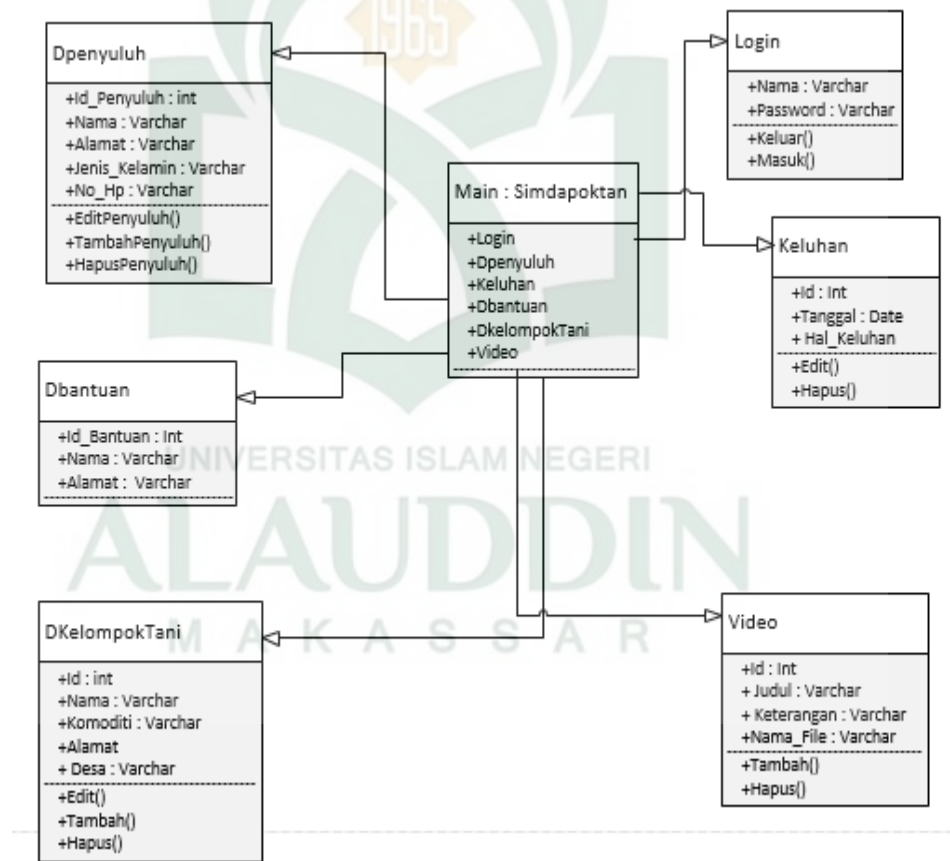 1965
Dpenyuluh
+Id_Penyuluh : int
+Nama : Varchar
+Alamat : Varchar
+Jenis_Kelamin : Varchar
+No_Hp : Varchar
+EditPenyuluh()
+TambahPenyuluh()
+HapusPenyuluh()
Login
+Nama : Varchar
+Password : Varchar
+Keluar()
+Masuk()
Main : Simdapoktan
+Login
+Dpenyuluh
+Keluhan
+Dbantuan
+DkelompokTani
+Video
Keluhan
+Id : Int
+Tanggal : Date
+ Hal_Keluhan
+Edit()
+Hapus()
Dbantuan
+Id_Bantuan : Int
+Nama : Varchar
+Alamat : Varchar
UNIVERSITAS ISLAM NEGERI
ALAUDDIN
MAKASSAR
DKelompokTani
+Id : int
+Nama : Varchar
+Komoditi : Varchar
+Alamat
+ Desa : Varchar
+Edit()
+Tambah()
+Hapus()
Video
+Id : Int
+ Judul : Varchar
+ Keterangan : Varchar
+Nama_File : Varchar
+Tambah()
+Hapus()